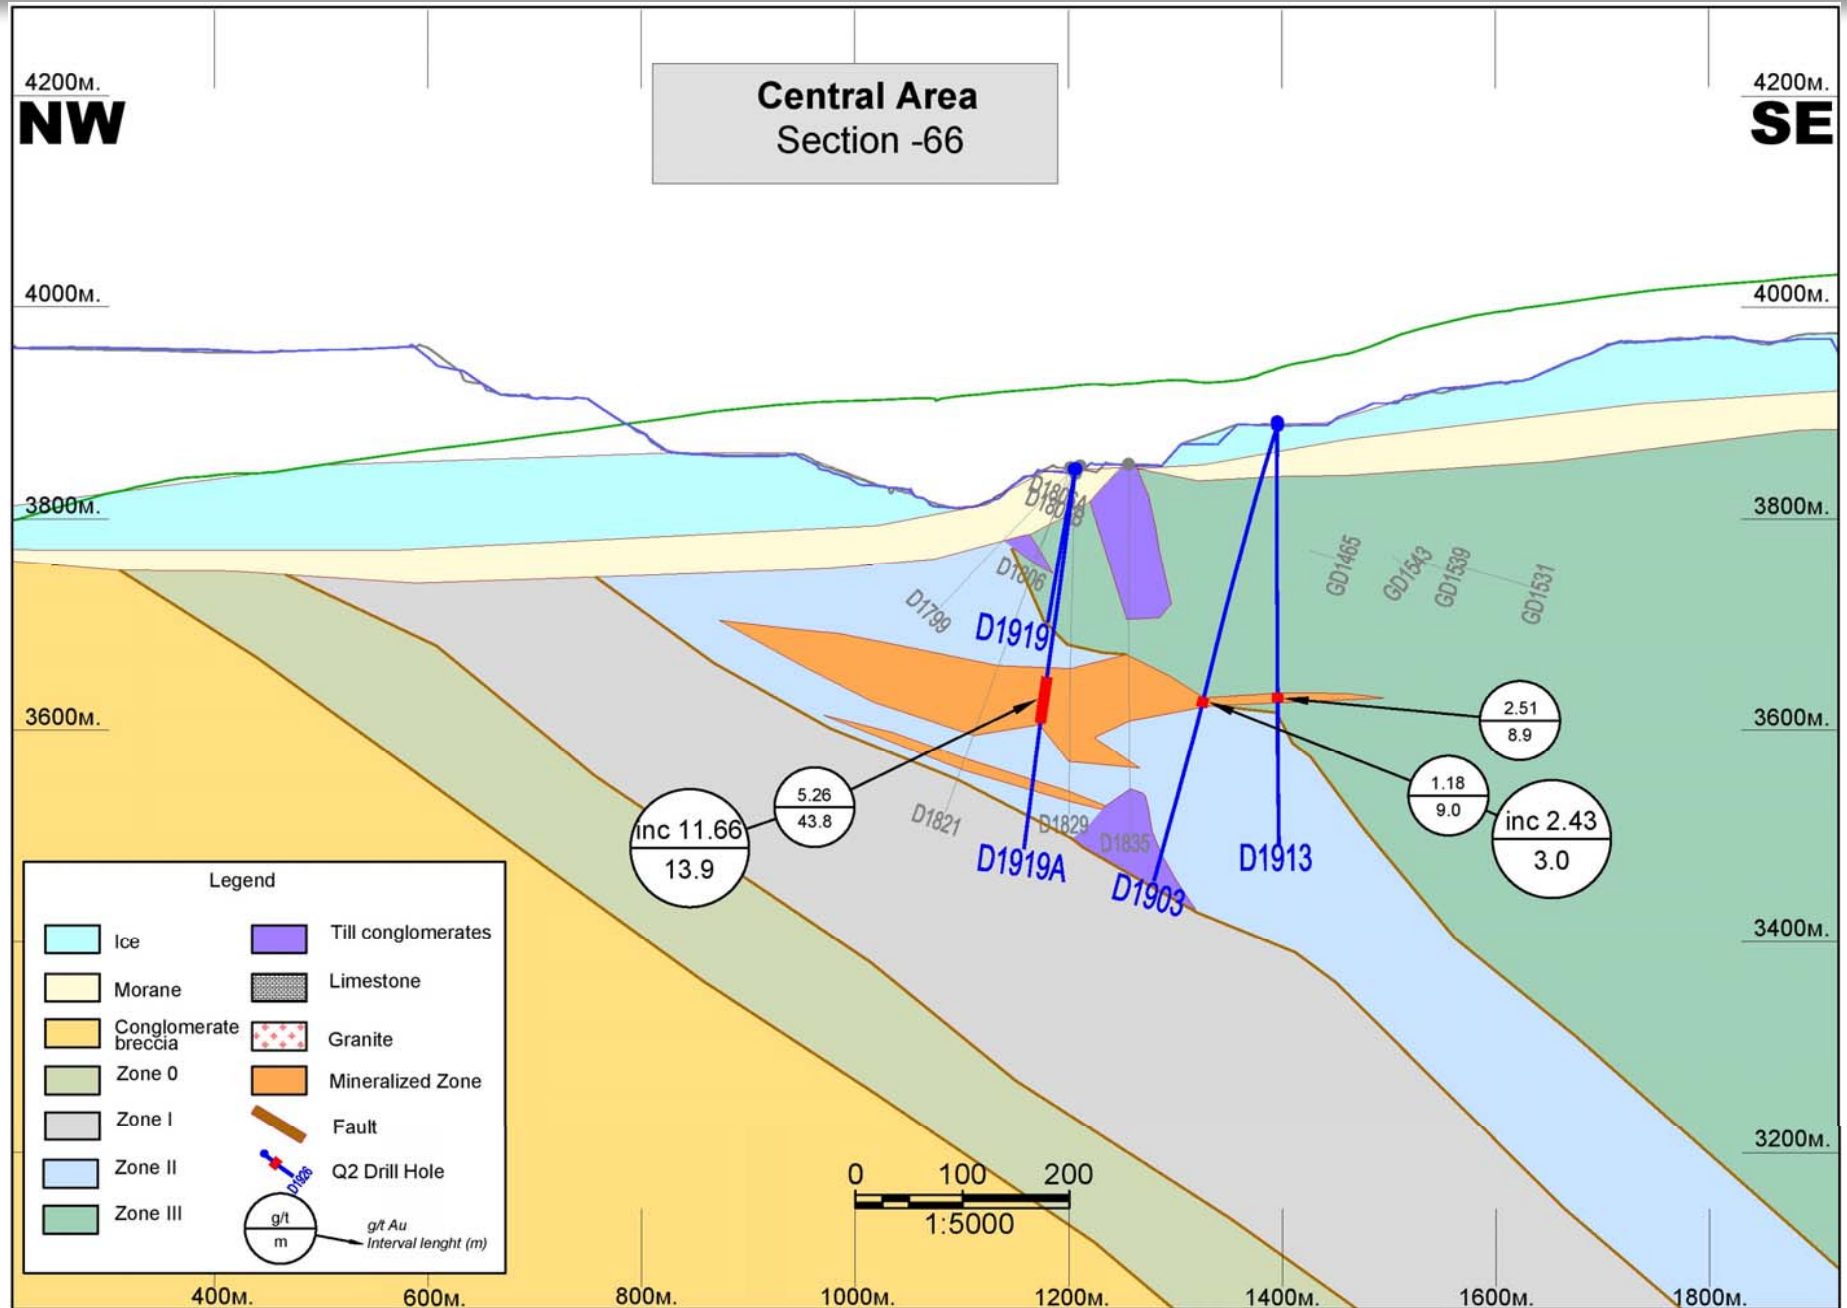 Central Area
Section -66
NW
SE
4200м.
4200м.
4000м.
4000м.
3800м.
3800м.
3600м.
3600м.
3400м.
3200м.
D1806A
D1806
D1799
D1919
D1821
D1829
D1835
D1919A
D1903
D1913
GD1465
GD1543
GD1539
GD1531
2.51
8.9
1.18
9.0
inc 2.43
3.0
5.26
43.8
inc 11.66
13.9
Legend
Ice
Morane
Conglomerate
breccia
Zone 0
Zone I
Zone II
Zone III
Till conglomerates
Limestone
Granite
Mineralized Zone
Fault
Q2 Drill Hole
D1926
g/t
m
g/t Au
Interval lenght (m)
0 100 200
1:5000
400м. 600м. 800м. 1000м. 1200м. 1400м. 1600м. 1800м.